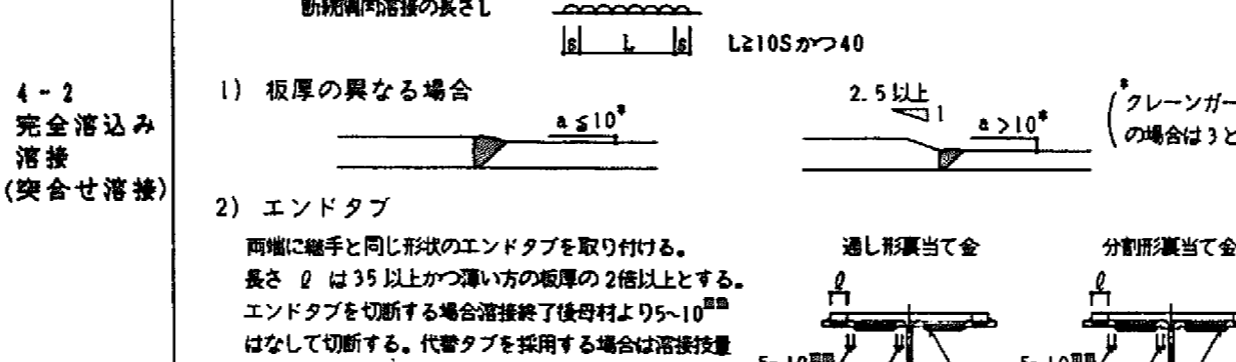 断続隅肉溶接の長さL
S L S L≧10Sかつ40
4-2
完全溶込み
溶接
(突合せ溶接)
1) 板厚の異なる場合
a≦10*
2.5以上
1
a>10*
*クレーンガー
の場合は3と
2) エンドタブ
両端に継手と同じ形状のエンドタブを取り付ける。
長さ ℓ は35以上かつ薄い方の板厚の2倍以上とする。
エンドタブを切断する場合溶接終了後母材より5~10mm
はなして切断する。代替タブを採用する場合は溶接技量
通し形裏当て金
分割形裏当て金
ℓ
ℓ
5~10mm
5~10mm